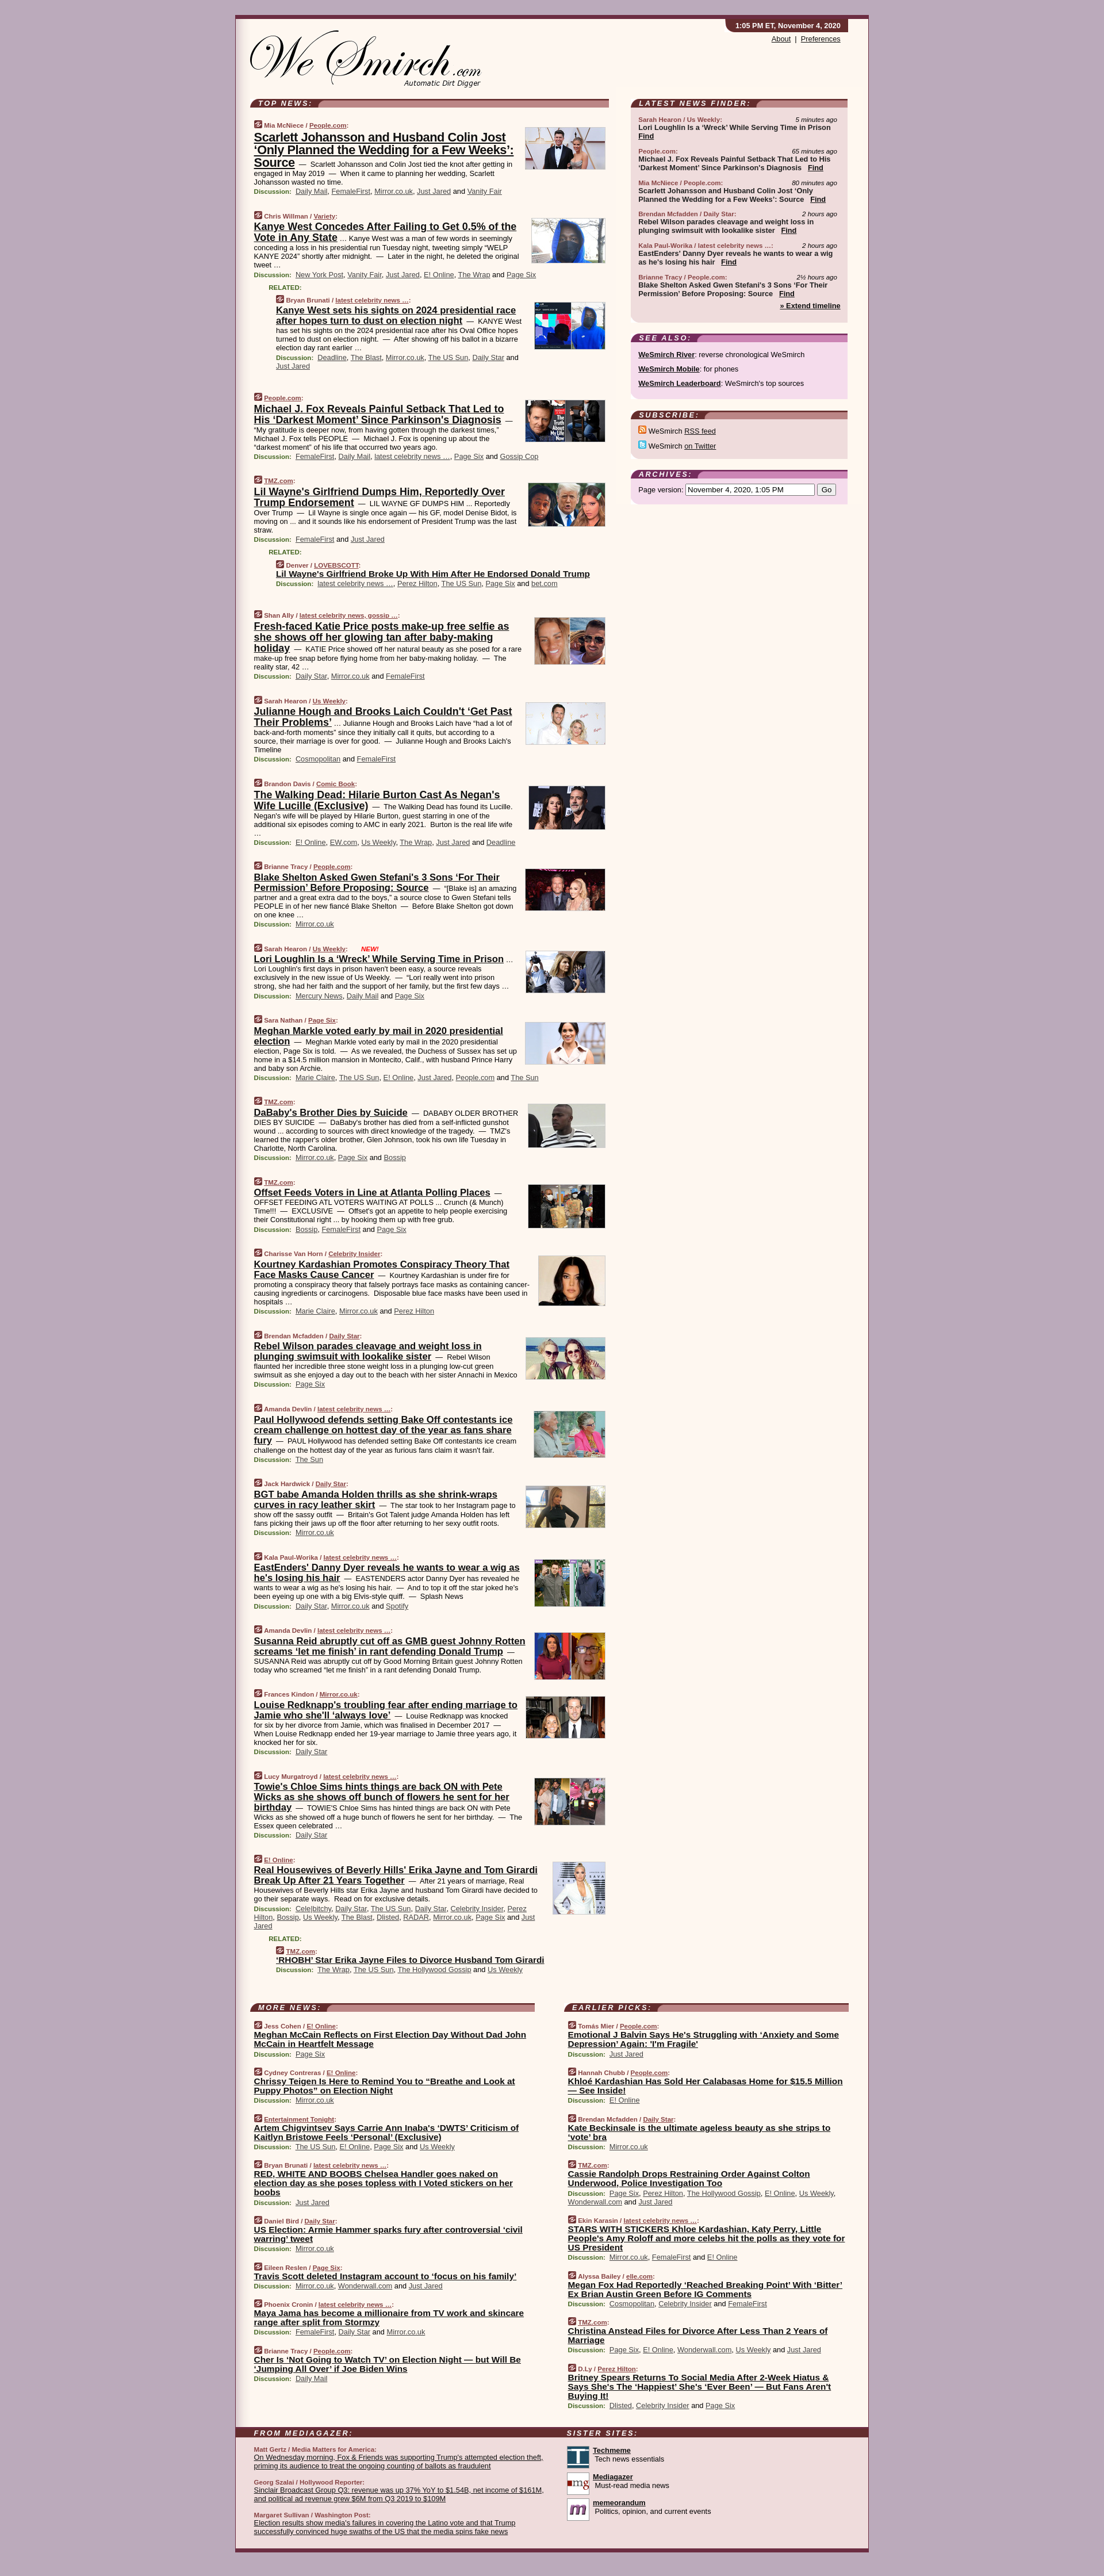 1:05 PM ET, November 4, 2020
We Smirch.com
Automatic Dirt Digger
About | Preferences
TOP NEWS:
Mia McNiece / People.com:
Scarlett Johansson and Husband Colin Jost
‘Only Planned the Wedding for a Few Weeks’:
Source — Scarlett Johansson and Colin Jost tied the knot after getting in
engaged in May 2019 — When it came to planning her wedding, Scarlett
Johansson wasted no time.
Discussion: Daily Mail, FemaleFirst, Mirror.co.uk, Just Jared and Vanity Fair
Chris Willman / Variety:
Kanye West Concedes After Failing to Get 0.5% of the
Vote in Any State … Kanye West was a man of few words in seemingly
conceding a loss in his presidential run Tuesday night, tweeting simply “WELP
KANYE 2024” shortly after midnight. — Later in the night, he deleted the original
tweet …
Discussion: New York Post, Vanity Fair, Just Jared, E! Online, The Wrap and Page Six
RELATED:
Bryan Brunati / latest celebrity news …:
Kanye West sets his sights on 2024 presidential race
after hopes turn to dust on election night — KANYE West
has set his sights on the 2024 presidential race after his Oval Office hopes
turned to dust on election night. — After showing off his ballot in a bizarre
election day rant earlier …
Discussion: Deadline, The Blast, Mirror.co.uk, The US Sun, Daily Star and
Just Jared
People.com:
Michael J. Fox Reveals Painful Setback That Led to
His ‘Darkest Moment’ Since Parkinson's Diagnosis —
“My gratitude is deeper now, from having gotten through the darkest times,”
Michael J. Fox tells PEOPLE — Michael J. Fox is opening up about the
“darkest moment” of his life that occurred two years ago.
Discussion: FemaleFirst, Daily Mail, latest celebrity news …, Page Six and Gossip Cop
TMZ.com:
Lil Wayne's Girlfriend Dumps Him, Reportedly Over
Trump Endorsement — LIL WAYNE GF DUMPS HIM ... Reportedly
Over Trump — Lil Wayne is single once again — his GF, model Denise Bidot, is
moving on ... and it sounds like his endorsement of President Trump was the last
straw.
Discussion: FemaleFirst and Just Jared
RELATED:
Denver / LOVEBSCOTT:
Lil Wayne's Girlfriend Broke Up With Him After He Endorsed Donald Trump
Discussion: latest celebrity news …, Perez Hilton, The US Sun, Page Six and bet.com
Shan Ally / latest celebrity news, gossip …:
Fresh-faced Katie Price posts make-up free selfie as
she shows off her glowing tan after baby-making
holiday — KATIE Price showed off her natural beauty as she posed for a rare
make-up free snap before flying home from her baby-making holiday. — The
reality star, 42 …
Discussion: Daily Star, Mirror.co.uk and FemaleFirst
Sarah Hearon / Us Weekly:
Julianne Hough and Brooks Laich Couldn't ‘Get Past
Their Problems’ … Julianne Hough and Brooks Laich have “had a lot of
back-and-forth moments” since they initially call it quits, but according to a
source, their marriage is over for good. — Julianne Hough and Brooks Laich's
Timeline
Discussion: Cosmopolitan and FemaleFirst
Brandon Davis / Comic Book:
The Walking Dead: Hilarie Burton Cast As Negan's
Wife Lucille (Exclusive) — The Walking Dead has found its Lucille.
Negan's wife will be played by Hilarie Burton, guest starring in one of the
additional six episodes coming to AMC in early 2021. Burton is the real life wife
…
Discussion: E! Online, EW.com, Us Weekly, The Wrap, Just Jared and Deadline
Brianne Tracy / People.com:
Blake Shelton Asked Gwen Stefani's 3 Sons ‘For Their
Permission’ Before Proposing: Source — “[Blake is] an amazing
partner and a great extra dad to the boys,” a source close to Gwen Stefani tells
PEOPLE in of her new fiancé Blake Shelton — Before Blake Shelton got down
on one knee …
Discussion: Mirror.co.uk
Sarah Hearon / Us Weekly: NEW!
Lori Loughlin Is a ‘Wreck’ While Serving Time in Prison …
Lori Loughlin's first days in prison haven't been easy, a source reveals
exclusively in the new issue of Us Weekly. — “Lori really went into prison
strong, she had her faith and the support of her family, but the first few days …
Discussion: Mercury News, Daily Mail and Page Six
Sara Nathan / Page Six:
Meghan Markle voted early by mail in 2020 presidential
election — Meghan Markle voted early by mail in the 2020 presidential
election, Page Six is told. — As we revealed, the Duchess of Sussex has set up
home in a $14.5 million mansion in Montecito, Calif., with husband Prince Harry
and baby son Archie.
Discussion: Marie Claire, The US Sun, E! Online, Just Jared, People.com and The Sun
TMZ.com:
DaBaby's Brother Dies by Suicide — DABABY OLDER BROTHER
DIES BY SUICIDE — DaBaby's brother has died from a self-inflicted gunshot
wound ... according to sources with direct knowledge of the tragedy. — TMZ's
learned the rapper's older brother, Glen Johnson, took his own life Tuesday in
Charlotte, North Carolina.
Discussion: Mirror.co.uk, Page Six and Bossip
TMZ.com:
Offset Feeds Voters in Line at Atlanta Polling Places —
OFFSET FEEDING ATL VOTERS WAITING AT POLLS ... Crunch (& Munch)
Time!!! — EXCLUSIVE — Offset's got an appetite to help people exercising
their Constitutional right ... by hooking them up with free grub.
Discussion: Bossip, FemaleFirst and Page Six
Charisse Van Horn / Celebrity Insider:
Kourtney Kardashian Promotes Conspiracy Theory That
Face Masks Cause Cancer — Kourtney Kardashian is under fire for
promoting a conspiracy theory that falsely portrays face masks as containing cancer-
causing ingredients or carcinogens. Disposable blue face masks have been used in
hospitals …
Discussion: Marie Claire, Mirror.co.uk and Perez Hilton
Brendan Mcfadden / Daily Star:
Rebel Wilson parades cleavage and weight loss in
plunging swimsuit with lookalike sister — Rebel Wilson
flaunted her incredible three stone weight loss in a plunging low-cut green
swimsuit as she enjoyed a day out to the beach with her sister Annachi in Mexico
Discussion: Page Six
Amanda Devlin / latest celebrity news …:
Paul Hollywood defends setting Bake Off contestants ice
cream challenge on hottest day of the year as fans share
fury — PAUL Hollywood has defended setting Bake Off contestants ice cream
challenge on the hottest day of the year as furious fans claim it wasn't fair.
Discussion: The Sun
Jack Hardwick / Daily Star:
BGT babe Amanda Holden thrills as she shrink-wraps
curves in racy leather skirt — The star took to her Instagram page to
show off the sassy outfit — Britain's Got Talent judge Amanda Holden has left
fans picking their jaws up off the floor after returning to her sexy outfit roots.
Discussion: Mirror.co.uk
Kala Paul-Worika / latest celebrity news …:
EastEnders' Danny Dyer reveals he wants to wear a wig as
he's losing his hair — EASTENDERS actor Danny Dyer has revealed he
wants to wear a wig as he's losing his hair. — And to top it off the star joked he's
been eyeing up one with a big Elvis-style quiff. — Splash News
Discussion: Daily Star, Mirror.co.uk and Spotify
Amanda Devlin / latest celebrity news …:
Susanna Reid abruptly cut off as GMB guest Johnny Rotten
screams ‘let me finish’ in rant defending Donald Trump —
SUSANNA Reid was abruptly cut off by Good Morning Britain guest Johnny Rotten
today who screamed “let me finish” in a rant defending Donald Trump.
Frances Kindon / Mirror.co.uk:
Louise Redknapp's troubling fear after ending marriage to
Jamie who she'll ‘always love’ — Louise Redknapp was knocked
for six by her divorce from Jamie, which was finalised in December 2017 —
When Louise Redknapp ended her 19-year marriage to Jamie three years ago, it
knocked her for six.
Discussion: Daily Star
Lucy Murgatroyd / latest celebrity news …:
Towie's Chloe Sims hints things are back ON with Pete
Wicks as she shows off bunch of flowers he sent for her
birthday — TOWIE'S Chloe Sims has hinted things are back ON with Pete
Wicks as she showed off a huge bunch of flowers he sent for her birthday. — The
Essex queen celebrated …
Discussion: Daily Star
E! Online:
Real Housewives of Beverly Hills' Erika Jayne and Tom Girardi
Break Up After 21 Years Together — After 21 years of marriage, Real
Housewives of Beverly Hills star Erika Jayne and husband Tom Girardi have decided to
go their separate ways. Read on for exclusive details.
Discussion: Cele|bitchy, Daily Star, The US Sun, Daily Star, Celebrity Insider, Perez
Hilton, Bossip, Us Weekly, The Blast, Dlisted, RADAR, Mirror.co.uk, Page Six and Just
Jared
RELATED:
TMZ.com:
‘RHOBH’ Star Erika Jayne Files to Divorce Husband Tom Girardi
Discussion: The Wrap, The US Sun, The Hollywood Gossip and Us Weekly
LATEST NEWS FINDER:
Sarah Hearon / Us Weekly: 5 minutes ago
Lori Loughlin Is a ‘Wreck’ While Serving Time in Prison
Find
People.com: 65 minutes ago
Michael J. Fox Reveals Painful Setback That Led to His
‘Darkest Moment’ Since Parkinson's Diagnosis Find
Mia McNiece / People.com: 80 minutes ago
Scarlett Johansson and Husband Colin Jost ‘Only
Planned the Wedding for a Few Weeks’: Source Find
Brendan Mcfadden / Daily Star: 2 hours ago
Rebel Wilson parades cleavage and weight loss in
plunging swimsuit with lookalike sister Find
Kala Paul-Worika / latest celebrity news …: 2 hours ago
EastEnders' Danny Dyer reveals he wants to wear a wig
as he's losing his hair Find
Brianne Tracy / People.com: 2½ hours ago
Blake Shelton Asked Gwen Stefani's 3 Sons ‘For Their
Permission’ Before Proposing: Source Find
» Extend timeline
SEE ALSO:
WeSmirch River: reverse chronological WeSmirch
WeSmirch Mobile: for phones
WeSmirch Leaderboard: WeSmirch's top sources
SUBSCRIBE:
WeSmirch RSS feed
WeSmirch on Twitter
ARCHIVES:
Page version: November 4, 2020, 1:05 PM Go
MORE NEWS:
Jess Cohen / E! Online:
Meghan McCain Reflects on First Election Day Without Dad John
McCain in Heartfelt Message
Discussion: Page Six
Cydney Contreras / E! Online:
Chrissy Teigen Is Here to Remind You to “Breathe and Look at
Puppy Photos” on Election Night
Discussion: Mirror.co.uk
Entertainment Tonight:
Artem Chigvintsev Says Carrie Ann Inaba's ‘DWTS’ Criticism of
Kaitlyn Bristowe Feels ‘Personal’ (Exclusive)
Discussion: The US Sun, E! Online, Page Six and Us Weekly
Bryan Brunati / latest celebrity news …:
RED, WHITE AND BOOBS Chelsea Handler goes naked on
election day as she poses topless with I Voted stickers on her
boobs
Discussion: Just Jared
Daniel Bird / Daily Star:
US Election: Armie Hammer sparks fury after controversial ‘civil
warring’ tweet
Discussion: Mirror.co.uk
Eileen Reslen / Page Six:
Travis Scott deleted Instagram account to ‘focus on his family’
Discussion: Mirror.co.uk, Wonderwall.com and Just Jared
Phoenix Cronin / latest celebrity news …:
Maya Jama has become a millionaire from TV work and skincare
range after split from Stormzy
Discussion: FemaleFirst, Daily Star and Mirror.co.uk
Brianne Tracy / People.com:
Cher Is ‘Not Going to Watch TV’ on Election Night — but Will Be
‘Jumping All Over’ if Joe Biden Wins
Discussion: Daily Mail
EARLIER PICKS:
Tomás Mier / People.com:
Emotional J Balvin Says He's Struggling with ‘Anxiety and Some
Depression’ Again: 'I'm Fragile'
Discussion: Just Jared
Hannah Chubb / People.com:
Khloé Kardashian Has Sold Her Calabasas Home for $15.5 Million
— See Inside!
Discussion: E! Online
Brendan Mcfadden / Daily Star:
Kate Beckinsale is the ultimate ageless beauty as she strips to
‘vote’ bra
Discussion: Mirror.co.uk
TMZ.com:
Cassie Randolph Drops Restraining Order Against Colton
Underwood, Police Investigation Too
Discussion: Page Six, Perez Hilton, The Hollywood Gossip, E! Online, Us Weekly,
Wonderwall.com and Just Jared
Ekin Karasin / latest celebrity news …:
STARS WITH STICKERS Khloe Kardashian, Katy Perry, Little
People's Amy Roloff and more celebs hit the polls as they vote for
US President
Discussion: Mirror.co.uk, FemaleFirst and E! Online
Alyssa Bailey / elle.com:
Megan Fox Had Reportedly ‘Reached Breaking Point’ With ‘Bitter’
Ex Brian Austin Green Before IG Comments
Discussion: Cosmopolitan, Celebrity Insider and FemaleFirst
TMZ.com:
Christina Anstead Files for Divorce After Less Than 2 Years of
Marriage
Discussion: Page Six, E! Online, Wonderwall.com, Us Weekly and Just Jared
D.Ly / Perez Hilton:
Britney Spears Returns To Social Media After 2-Week Hiatus &
Says She's The ‘Happiest’ She's ‘Ever Been’ — But Fans Aren't
Buying It!
Discussion: Dlisted, Celebrity Insider and Page Six
FROM MEDIAGAZER:
Matt Gertz / Media Matters for America:
On Wednesday morning, Fox & Friends was supporting Trump's attempted election theft,
priming its audience to treat the ongoing counting of ballots as fraudulent
Georg Szalai / Hollywood Reporter:
Sinclair Broadcast Group Q3: revenue was up 37% YoY to $1.54B, net income of $161M,
and political ad revenue grew $6M from Q3 2019 to $109M
Margaret Sullivan / Washington Post:
Election results show media's failures in covering the Latino vote and that Trump
successfully convinced huge swaths of the US that the media spins fake news
SISTER SITES:
Techmeme
Tech news essentials
Mediagazer
Must-read media news
memeorandum
Politics, opinion, and current events